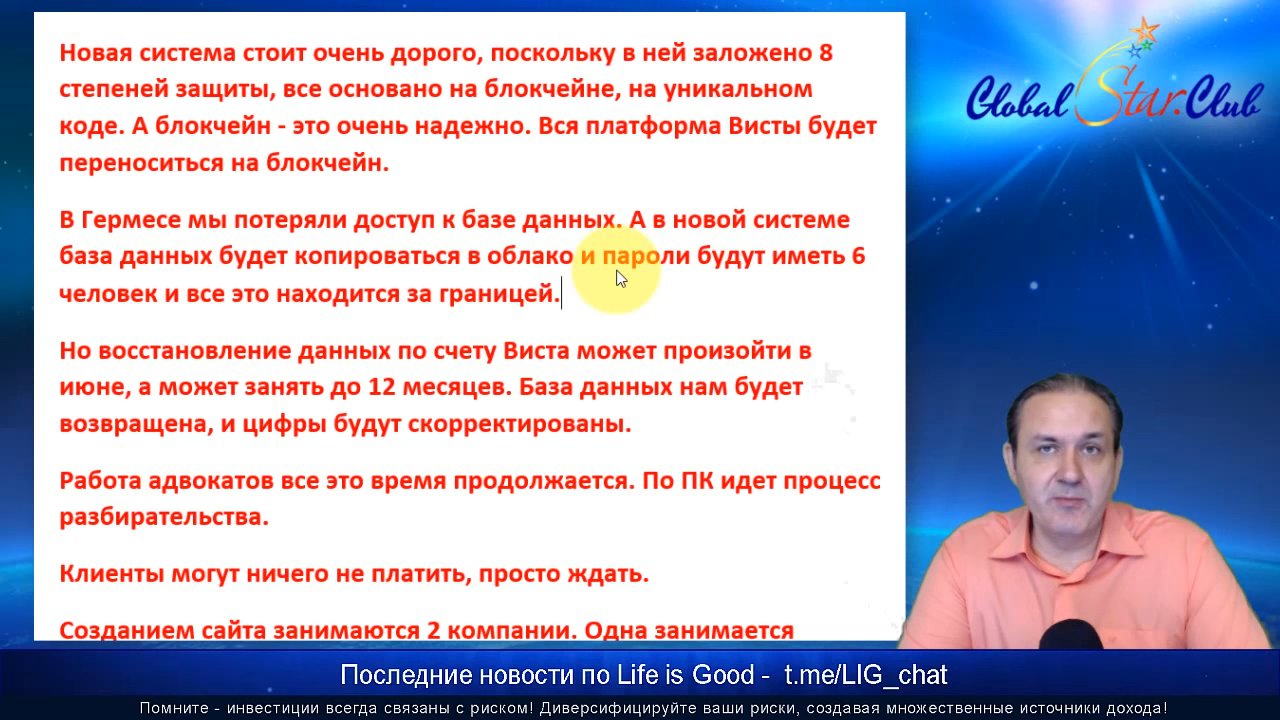 Новая система стоит очень дорого, поскольку в ней заложено 8
степеней защиты, все основано на блокчейне, на уникальном
коде. А блокчейн - это очень надежно. Вся платформа Висты будет
переноситься на блокчейн.
В Гермесе мы потеряли доступ к базе данных. А в новой системе
база данных будет копироваться в облако и пароли будут иметь 6
человек и все это находится за границей.
Но восстановление данных по счету Виста может произойти в
июне, а может занять до 12 месяцев. База данных нам будет
возвращена, и цифры будут скорректированы.
Работа адвокатов все это время продолжается. По ПК идет процесс
разбирательства.
Клиенты могут ничего не платить, просто ждать.
Созданием сайта занимаются 2 компании. Одна занимается
Global Star.Club
Последние новости по Life is Good - t.me/LIG_chat
Помните - инвестиции всегда связаны с риском! Диверсифицируйте ваши риски, создавая множественные источники дохода!